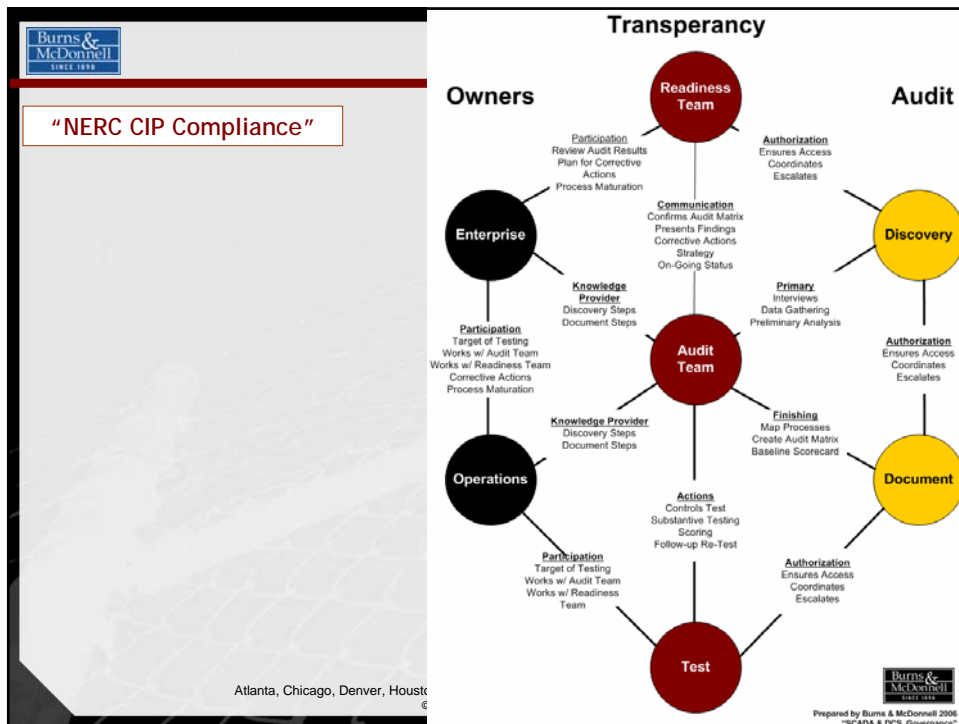 Burns &
McDonnell
SINCE 1898
"NERC CIP Compliance"
Transperancy
Owners
Audit
Readiness
Team
Participation
Review Audit Results
Plan for Corrective
Actions
Process Maturation
Authorization
Ensures Access
Coordinates
Escalates
Communication
Confirms Audit Matrix
Presents Findings
Corrective Actions
Strategy
On-Going Status
Enterprise
Discovery
Knowledge
Provider
Discovery Steps
Document Steps
Primary
Interviews
Data Gathering
Preliminary Analysis
Participation
Target of Testing
Works w/ Audit Team
Works w/ Readiness Team
Corrective Actions
Process Maturation
Audit
Team
Authorization
Ensures Access
Coordinates
Escalates
Knowledge Provider
Discovery Steps
Document Steps
Finishing
Map Processes
Create Audit Matrix
Baseline Scorecard
Operations
Document
Actions
Controls Test
Substantive Testing
Scoring
Follow-up Re-Test
Participation
Target of Testing
Works w/ Audit Team
Works w/ Readiness
Team
Authorization
Ensures Access
Coordinates
Escalates
Test
Atlanta, Chicago, Denver, Housto
©
Burns &
McDonnell
SINCE 1898
Prepared by Burns & McDonnell 2006
"SCADA & DCS Governance"